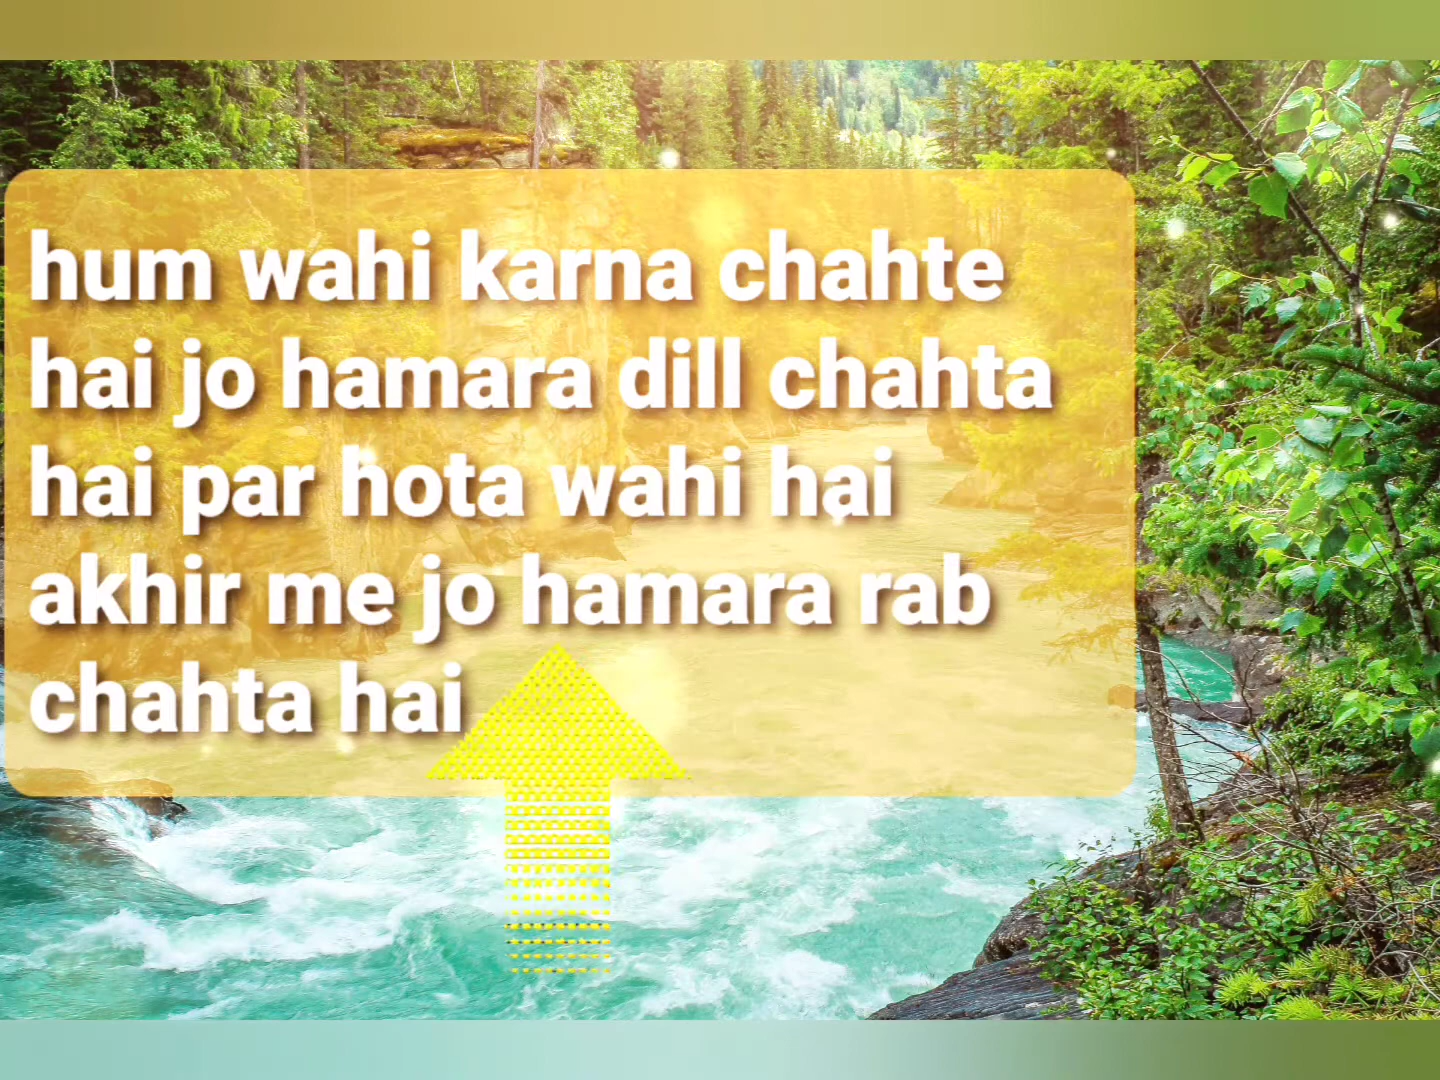 hum wahi karna chahte
hai jo hamara dill chahta
hai par hota wahi hai
akhir me jo hamara rab
chahta hai